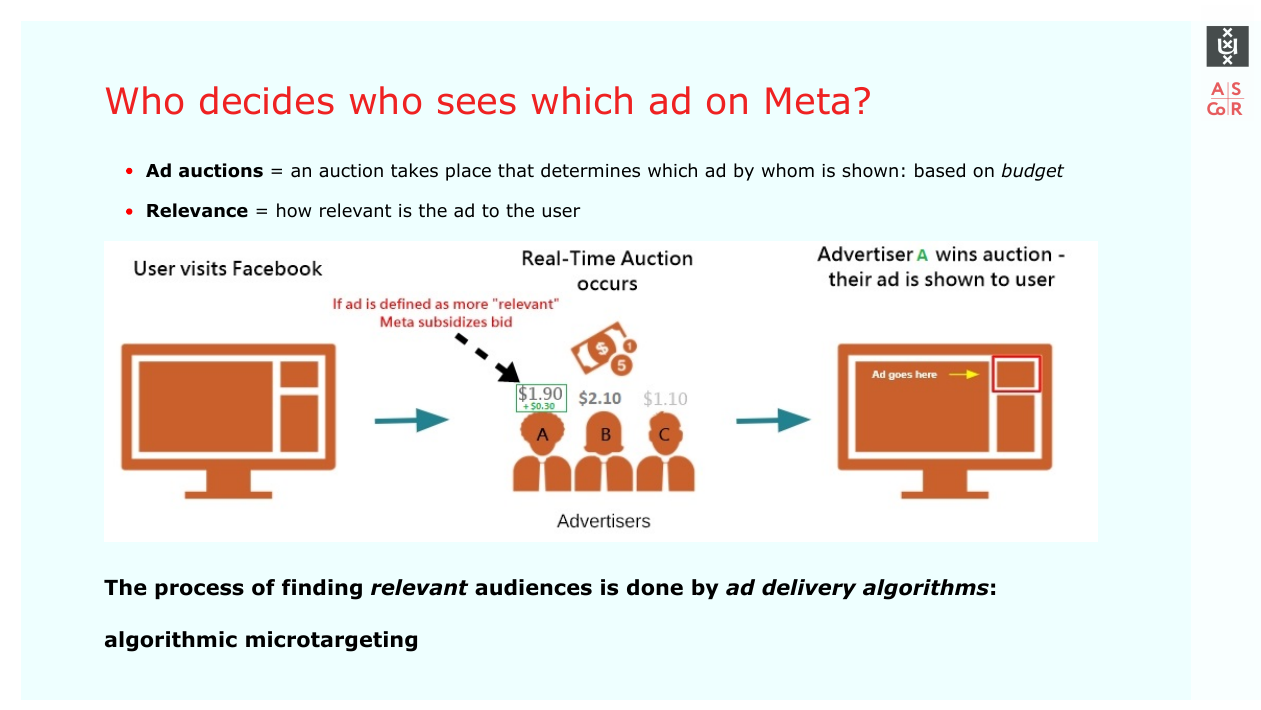 Who decides who sees which ad on Meta?
• Ad auctions = an auction takes place that determines which ad by whom is shown: based on budget
• Relevance = how relevant is the ad to the user
User visits Facebook
If ad is defined as more "relevant"
Meta subsidizes bid
Real-Time Auction
occurs
$1.90
+ $0.30
$2.10
$1.10
A
B
C
Advertisers
Advertiser A wins auction -
their ad is shown to user
Ad goes here
The process of finding relevant audiences is done by ad delivery algorithms:
algorithmic microtargeting
X
U
X
X
A|S
Co|R